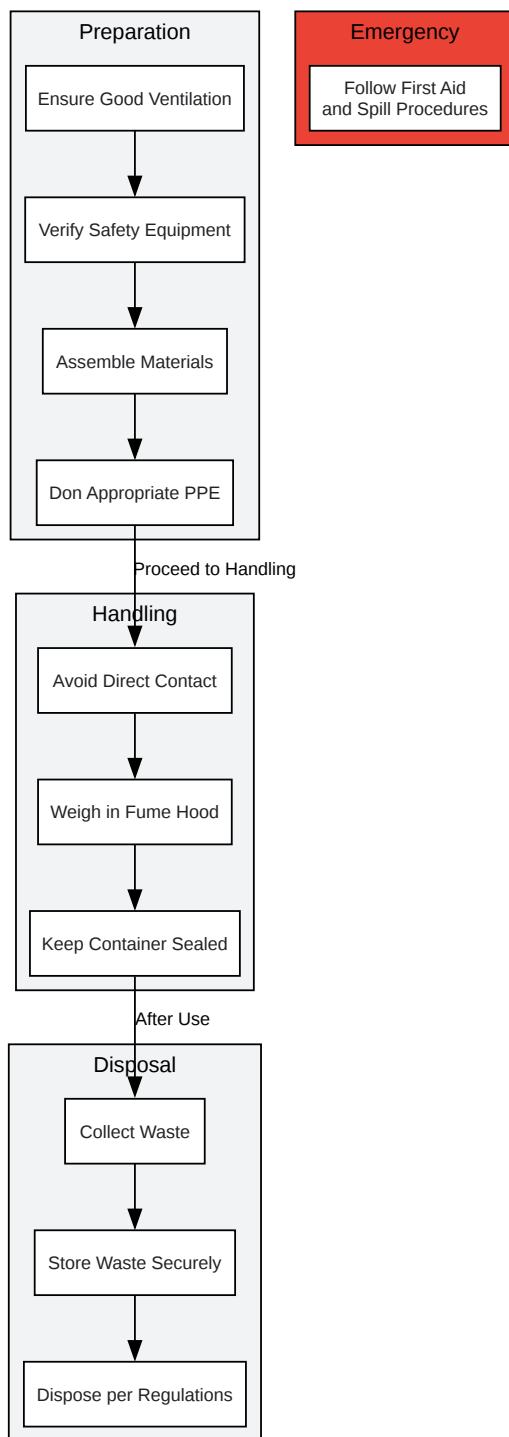 Preparation
Ensure Good Ventilation
Verify Safety Equipment
Assemble Materials
Don Appropriate PPE
Emergency
Follow First Aid
and Spill Procedures
Proceed to Handling
Handling
Avoid Direct Contact
Weigh in Fume Hood
Keep Container Sealed
After Use
Disposal
Collect Waste
Store Waste Securely
Dispose per Regulations